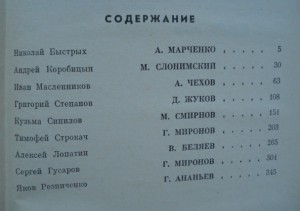 СОДЕРЖАНИЕ
Николай Быстрых А. МАРЧЕНКО . . . . . 5
Андрей Коробицын М. СЛОНИМСКИЙ . . . . 30
Иван Масленников А. ЧЕХОВ . . . . . 63
Григорий Степанов Д. ЖУКОВ . . . . . 108
Кузьма Синилов М. СМИРНОВ . . . . . 151
Тимофей Строкач Г. МИРОНОВ . . . . . 203
Алексей Лопатин В. БЕЛЯЕВ . . . . . 265
Сергей Гусаров Г. МИРОНОВ . . . . . 301
Яков Резниченко Г. АНАНЬЕВ . . . . . 345